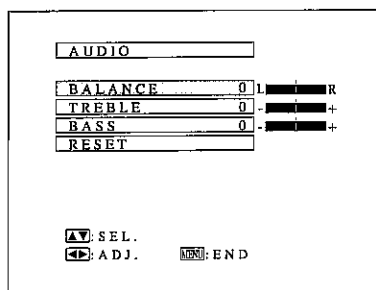 AUDIO
BALANCE 0 L R
TREBLE 0 - +
BASS 0 - +
RESET
▲▼:SEL.
◀▶:ADJ. MENU:END